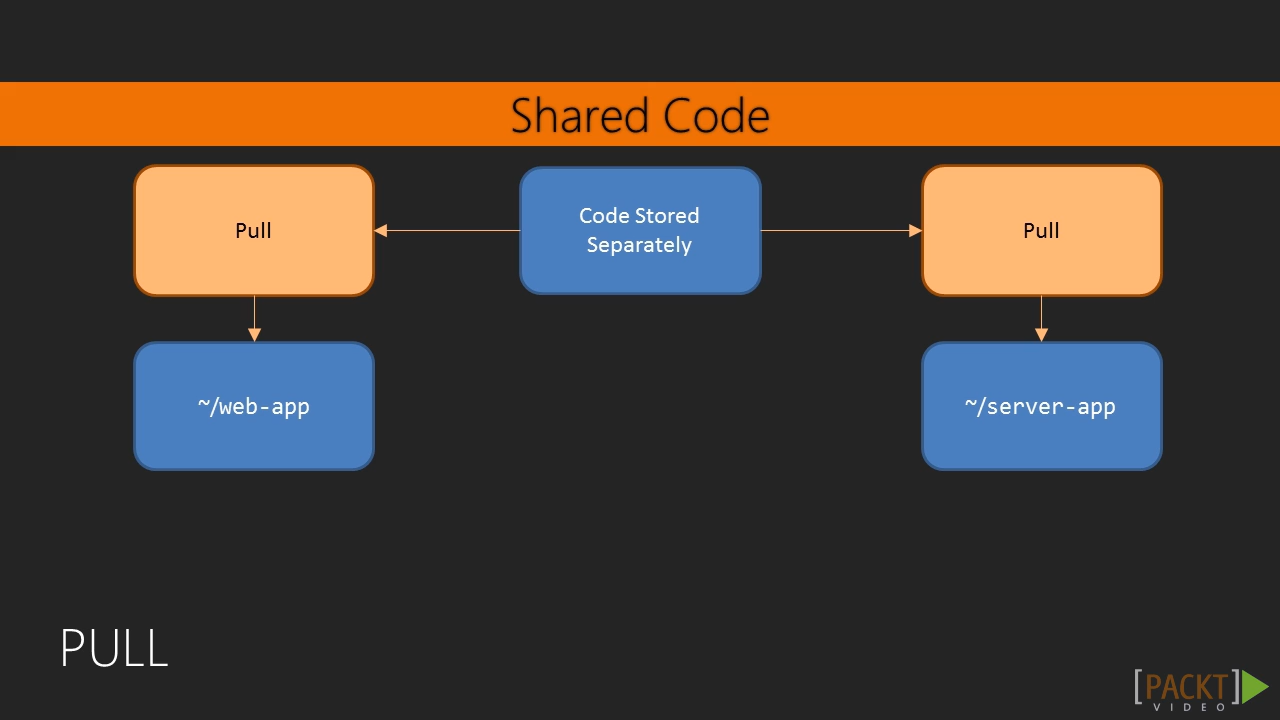 Shared Code
Pull
Code Stored
Separately
Pull
~/web-app
~/server-app
PULL
[PACKT]
VIDEO